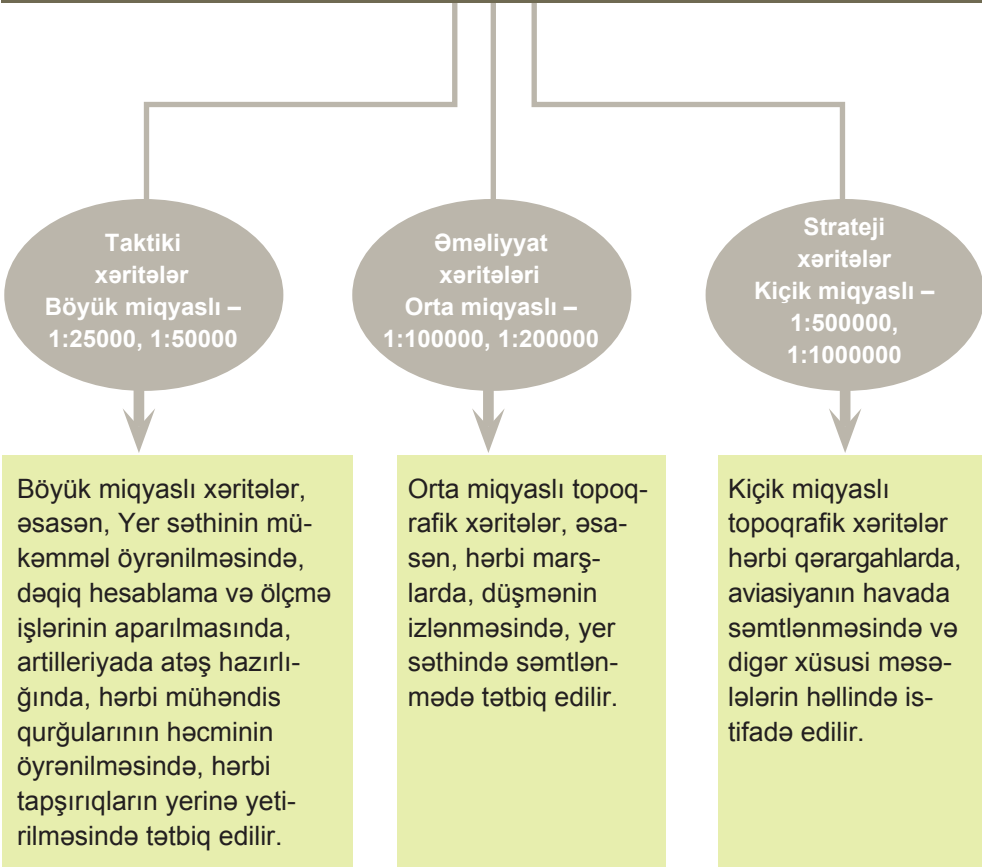 Taktiki
xəritələr
Böyük miqyaslı –
1:25000, 1:50000
Əməliyyat
xəritələri
Orta miqyaslı –
1:100000, 1:200000
Strateji
xəritələr
Kiçik miqyaslı –
1:500000,
1:1000000
Böyük miqyaslı xəritələr,
əsasən, Yer səthinin mü-
kəmməl öyrənilməsində,
dəqiq hesablama və ölçmə
işlərinin aparılmasında,
artilleriyada atəş hazırlı-
ğında, hərbi mühəndis
qurğularının həcminin
öyrənilməsində, hərbi
tapşırıqların yerinə yeti-
rilməsində tətbiq edilir.
Orta miqyaslı topoq-
rafik xəritələr, əsa-
sən, hərbi marş-
larda, düşmənin
izlənməsində, yer
səthində səmtlən-
mədə tətbiq edilir.
Kiçik miqyaslı
topoqrafik xəritələr
hərbi qərargahlarda,
aviasiyanın havada
səmtlənməsində və
digər xüsusi məsə-
lələrin həllində is-
tifadə edilir.